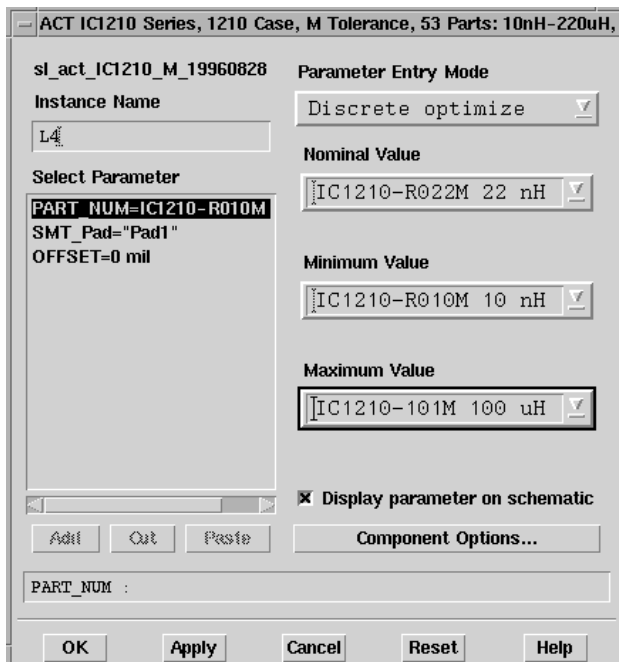 ACT IC1210 Series, 1210 Case, M Tolerance, 53 Parts: 10nH-220uH,
sl_act_IC1210_M_19960828
Instance Name
L4
Select Parameter
PART_NUM=IC1210-R010M
SMT_Pad="Pad1"
OFFSET=0 mil
Add
Cut
Paste
Parameter Entry Mode
Discrete optimize
Nominal Value
IC1210-R022M 22 nH
Minimum Value
IC1210-R010M 10 nH
Maximum Value
IC1210-101M 100 uH
Display parameter on schematic
Component Options...
PART_NUM :
OK
Apply
Cancel
Reset
Help